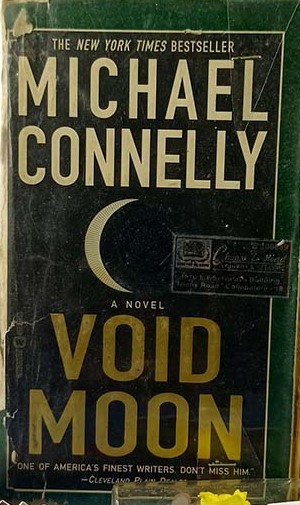 THE NEW YORK TIMES BESTSELLER
MICHAEL
CONNELLY
A NOVEL
VOID
MOON
"ONE OF AMERICA'S FINEST WRITERS. DON'T MISS HIM."
—CLEVELAND PLAIN DEALER